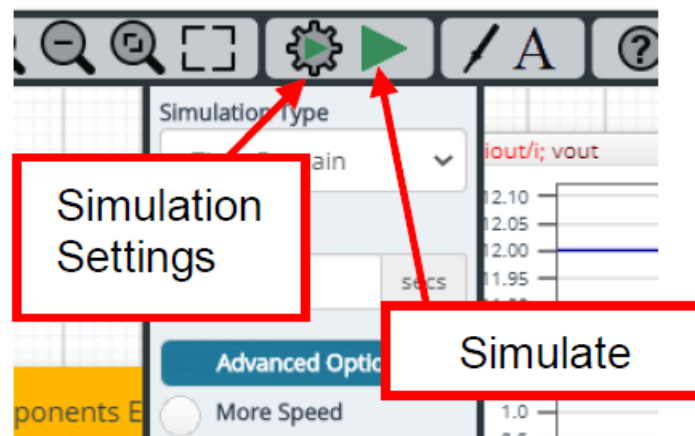 A
?
Simulation Type
ain
iout/i; vout
12.10
12.05
12.00
11.95
Simulation
Settings
secs
Simulate
Advanced Optio
ponents E
More Speed
1.0